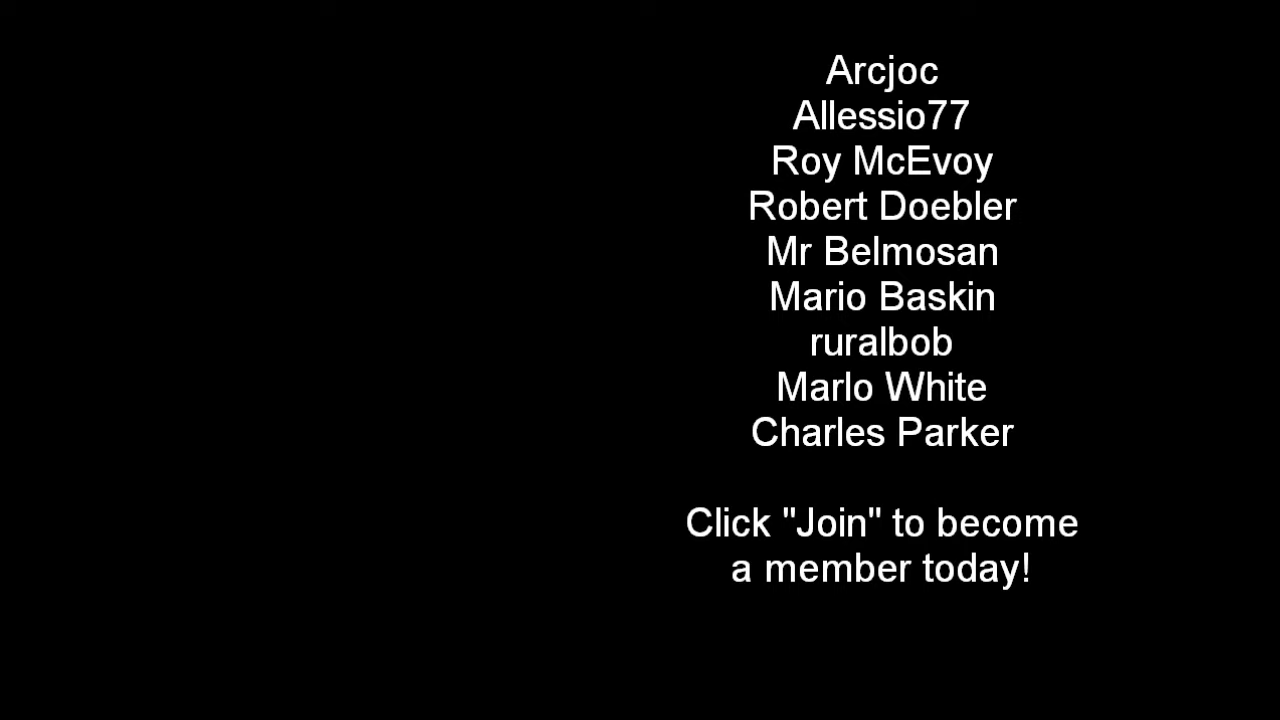 Arcjoc
Allessio77
Roy McEvoy
Robert Doebler
Mr Belmosan
Mario Baskin
ruralbob
Marlo White
Charles Parker
Click "Join" to become
a member today!